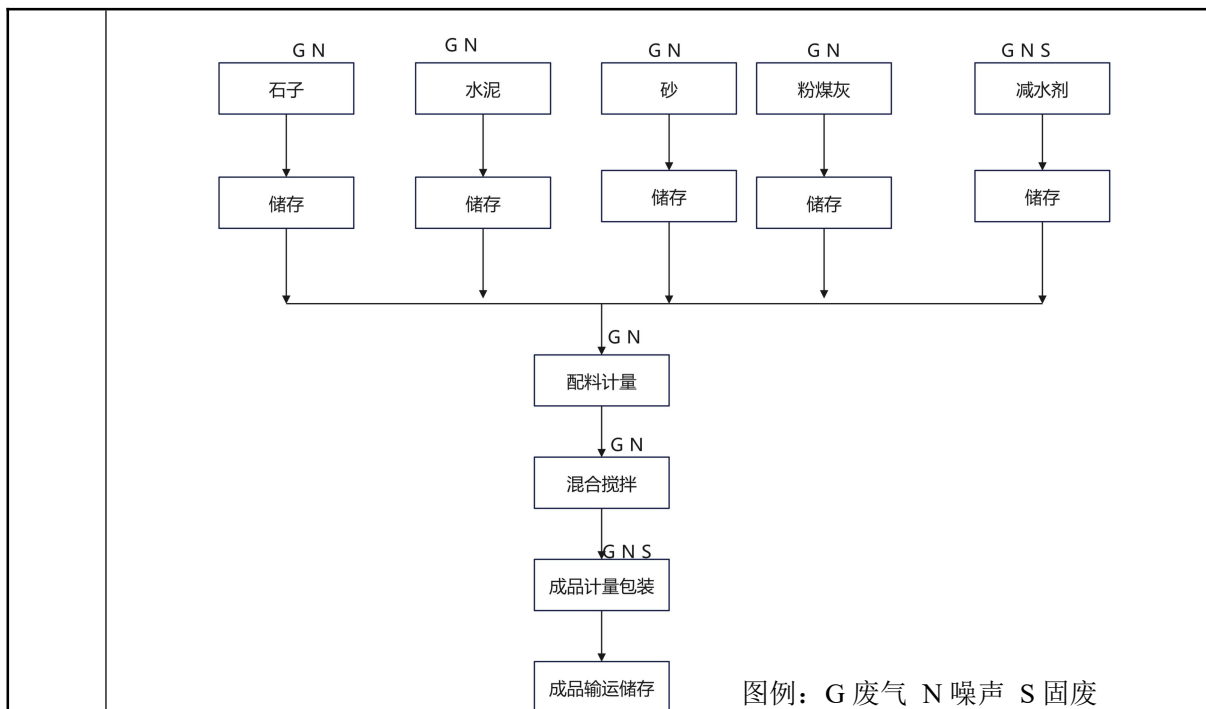 G N G N G N G N G N S
石子 水泥 砂 粉煤灰 减水剂
储存 储存 储存 储存 储存
G N
配料计量
G N
混合搅拌
G N S
成品计量包装
成品输运储存
图例：G 废气 N 噪声 S 固废